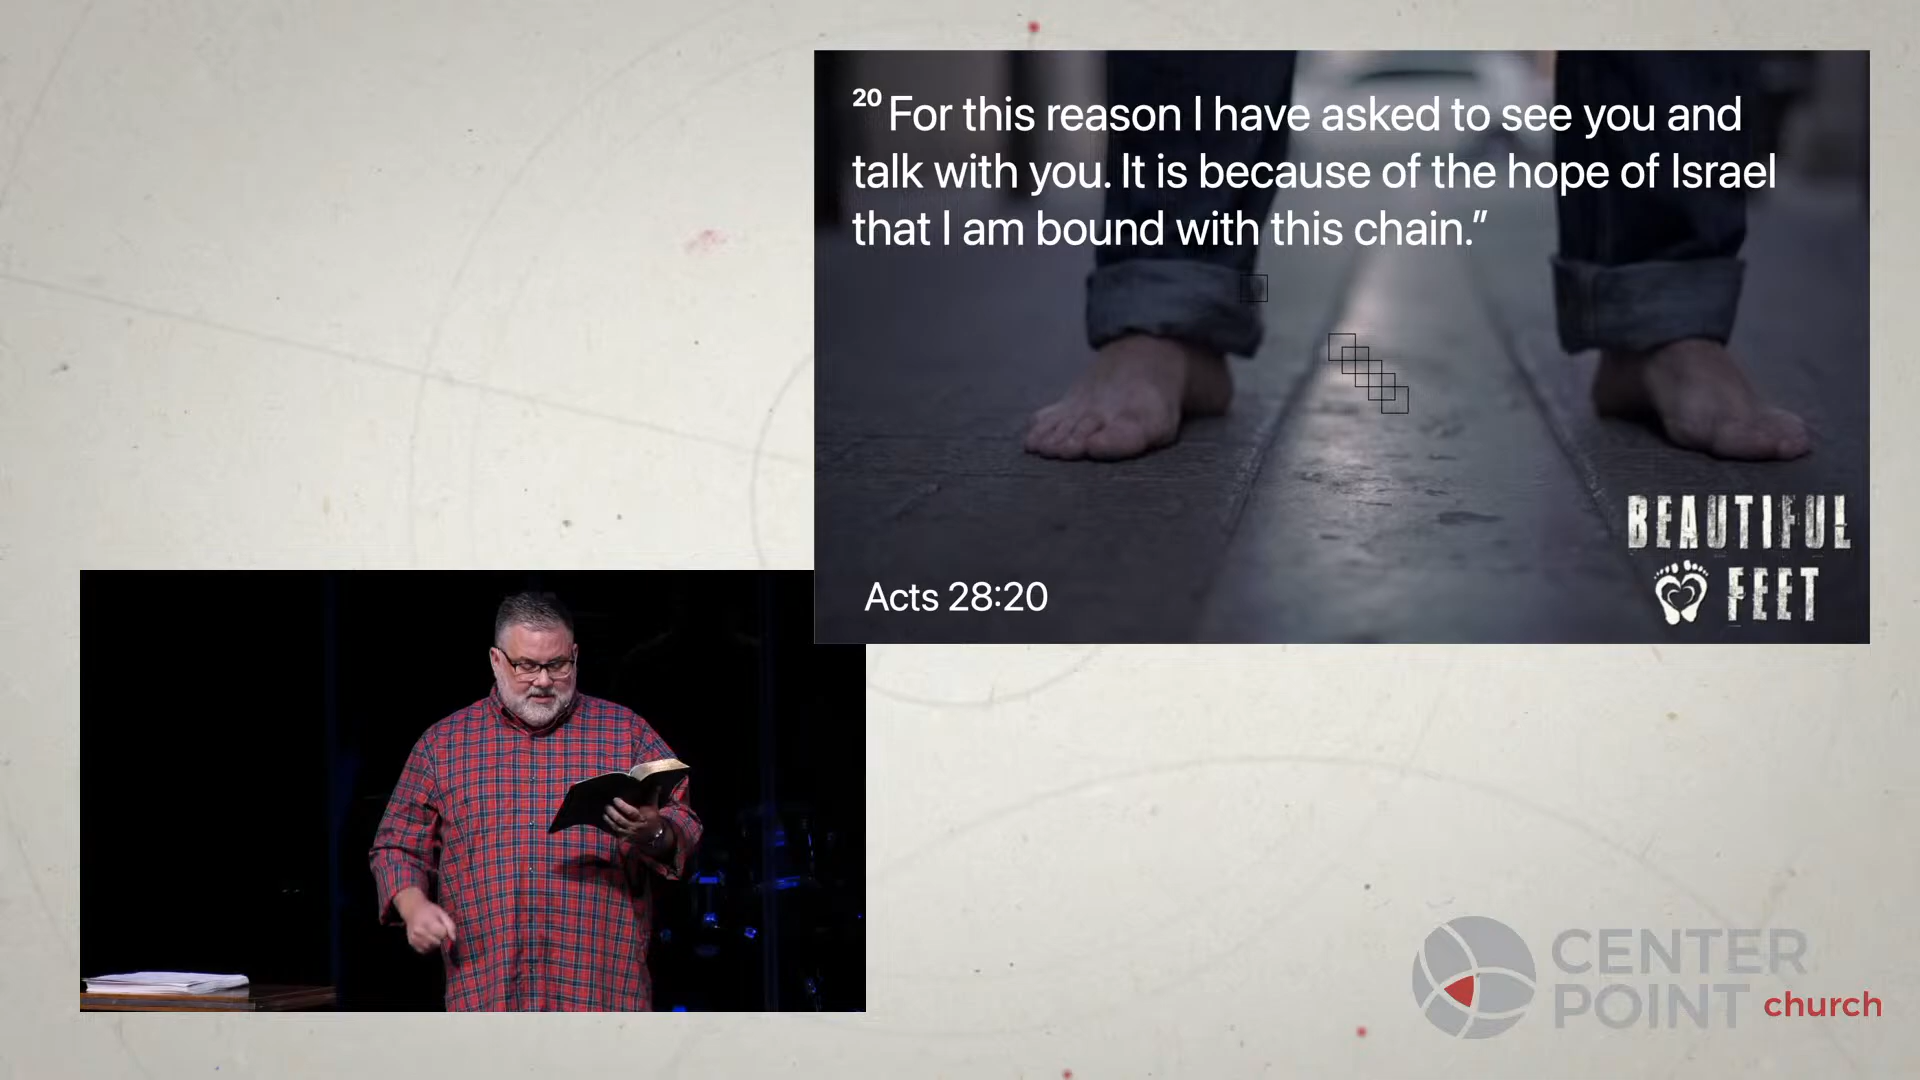 20 For this reason I have asked to see you and
talk with you. It is because of the hope of Israel
that I am bound with this chain.”
Acts 28:20
BEAUTIFUL
FEET
CENTER
POINT church